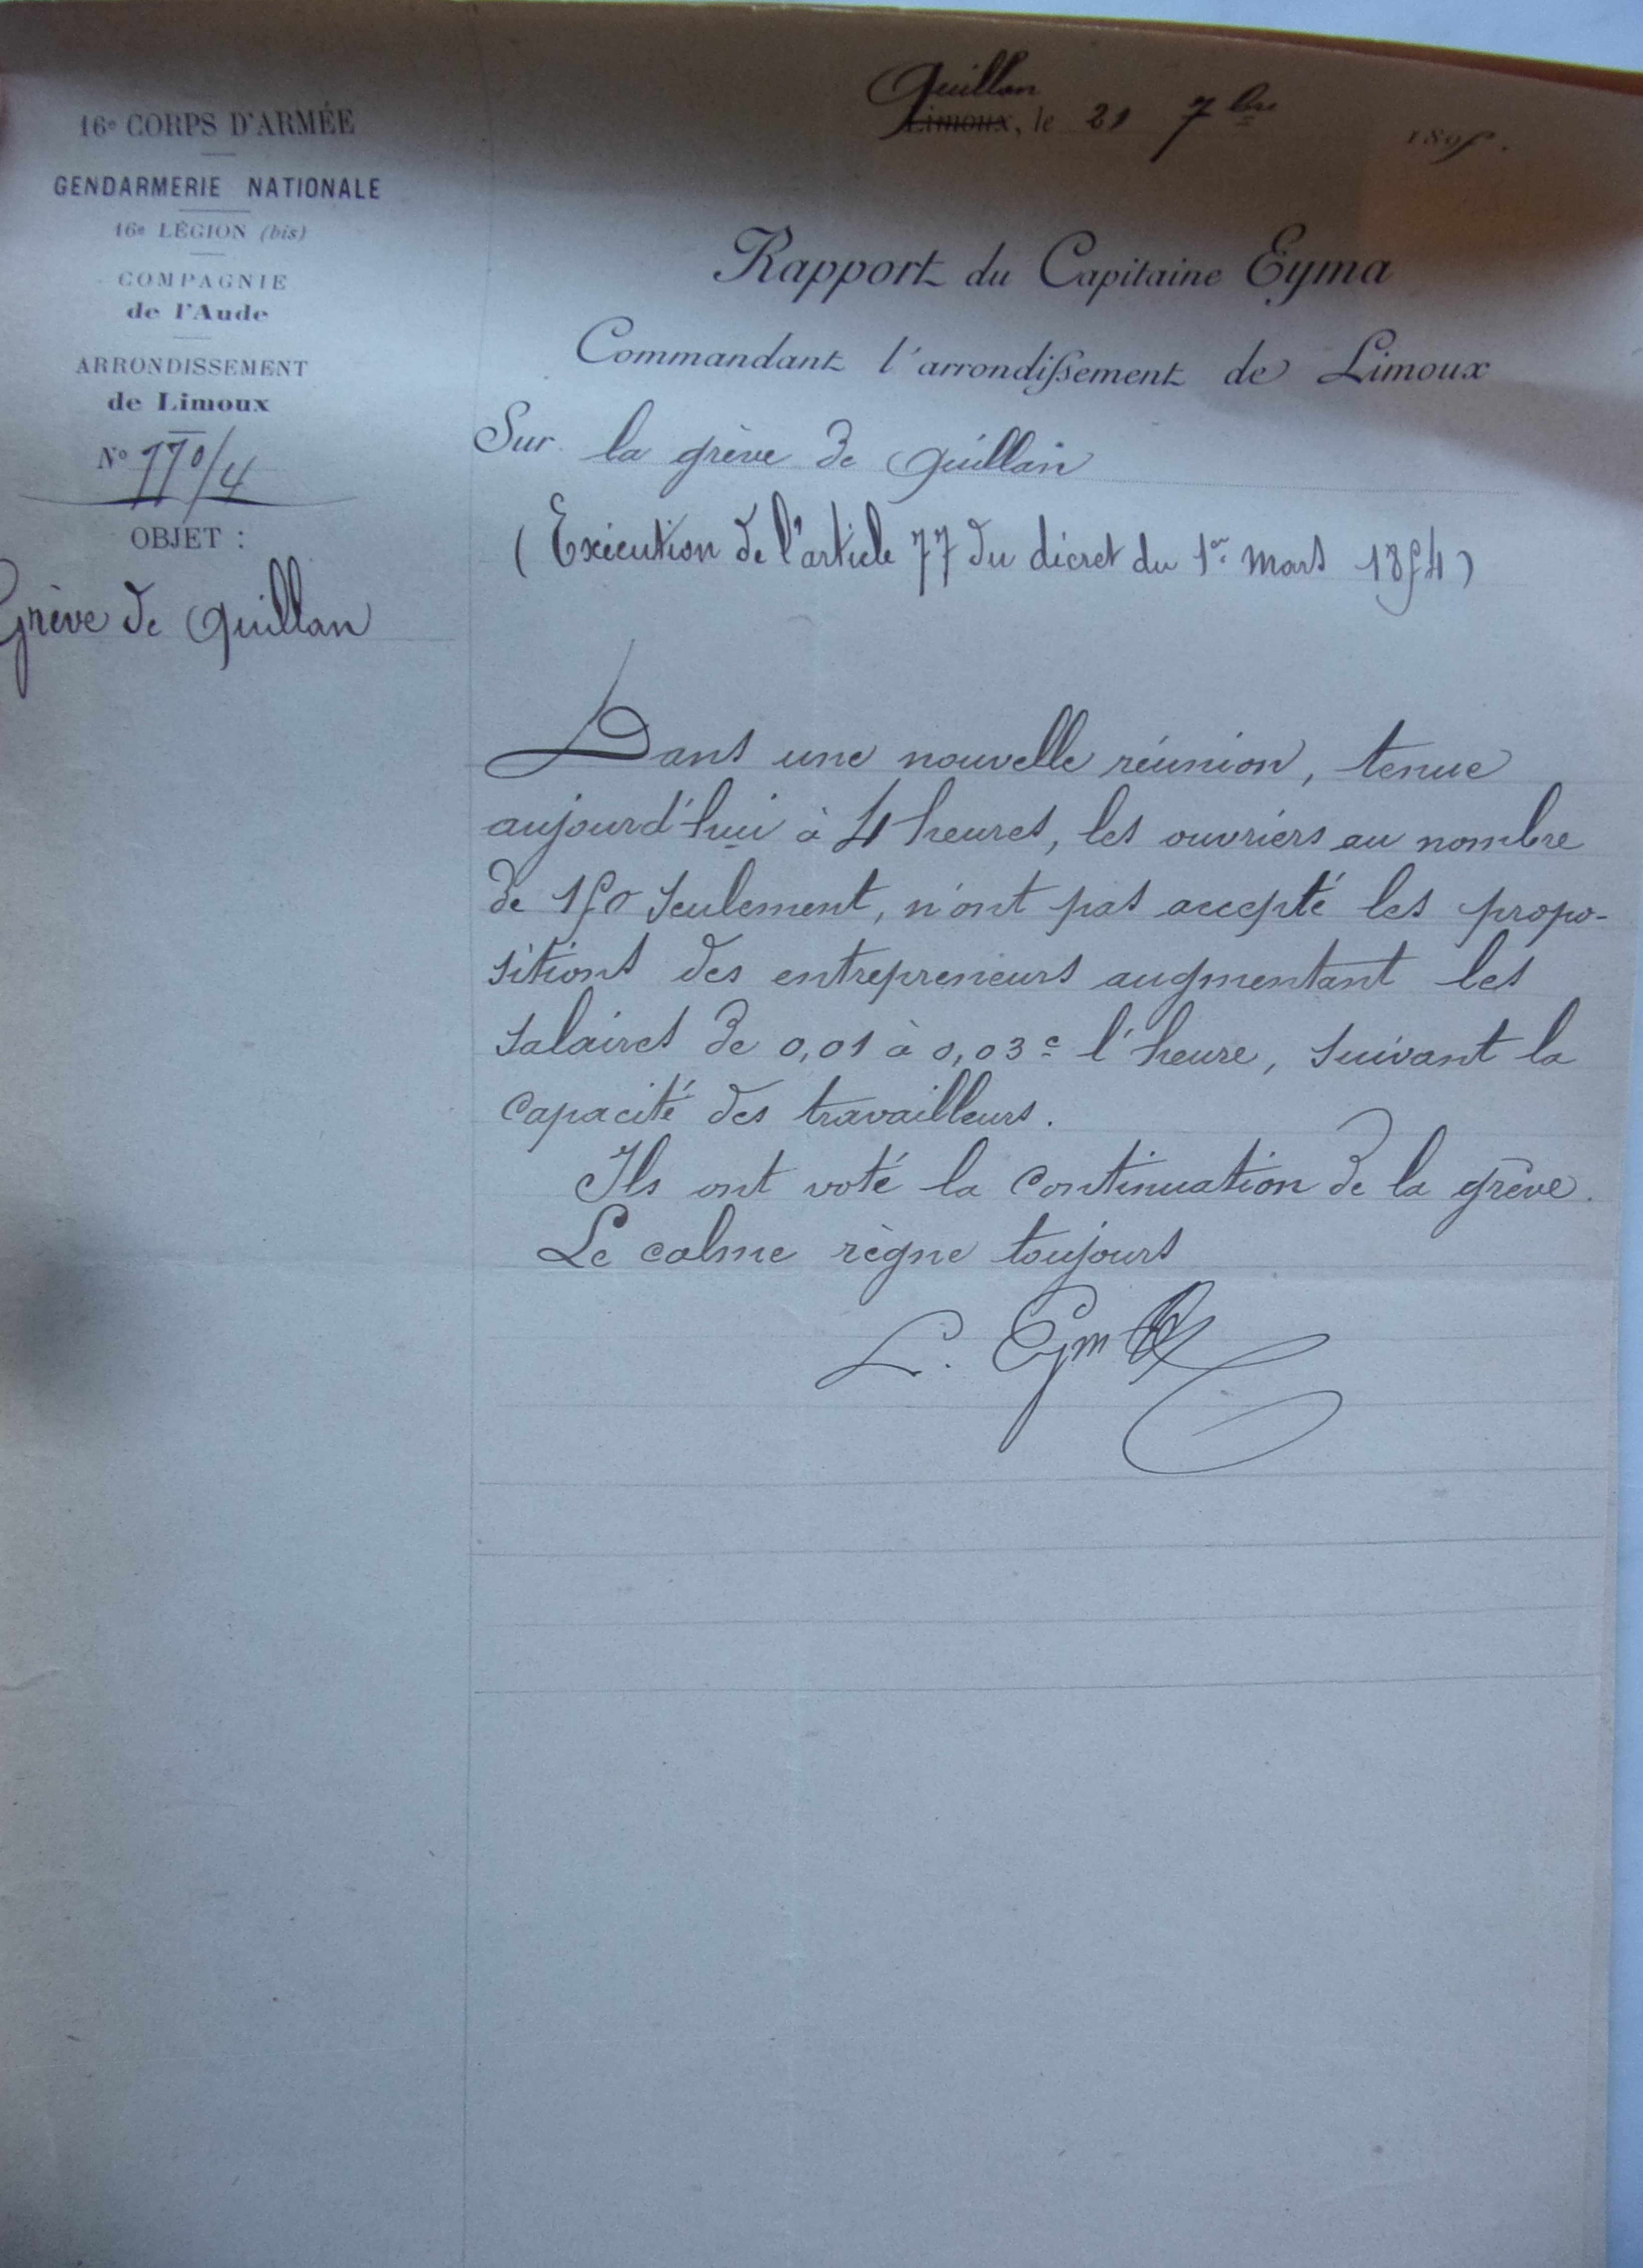 16e CORPS D'ARMÉE
GENDARMERIE NATIONALE
16e LÉGION (bis)
COMPAGNIE
de l'Aude
ARRONDISSEMENT
de Limoux
No 170/4
OBJET :
Grève de Quillan
Quillan
Limoux, le 21 7bre 1895.
Rapport du Capitaine Eyma
Commandant l'arrondissement de Limoux
Sur la grève de Quillan
(Exécution de l'article 77 du décret du 1er mars 1854)
Dans une nouvelle réunion, tenue
aujourd'hui à 4 heures, les ouvriers au nombre
de 150 seulement, n'ont pas accepté les propo-
sitions des entrepreneurs augmentant les
salaires de 0,01 à 0,03c l'heure, suivant la
capacité des travailleurs.
Ils ont voté la continuation de la grève.
Le calme règne toujours
L. Eyma